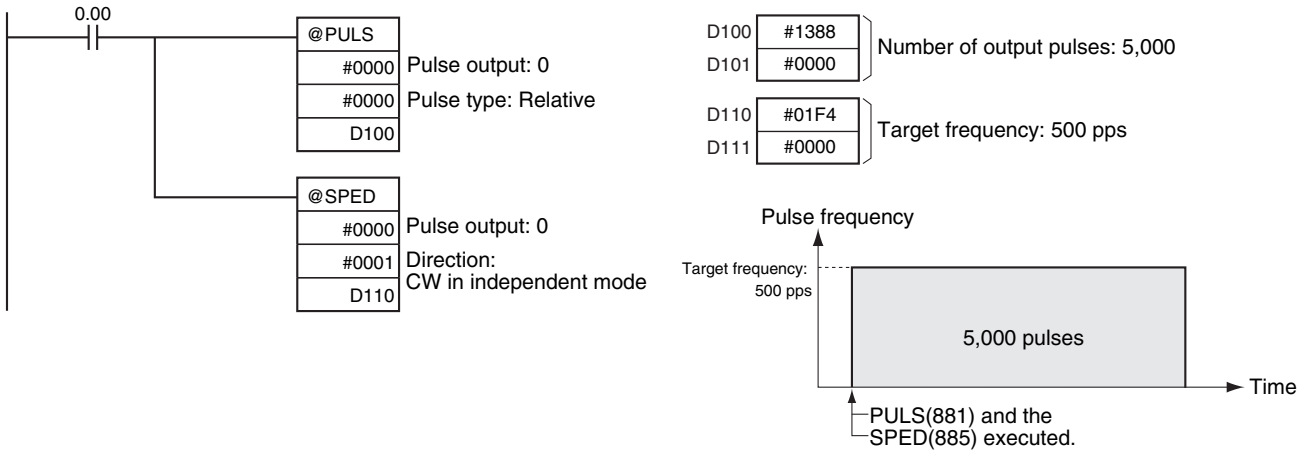 0.00
@PULS
#0000 Pulse output: 0
#0000 Pulse type: Relative
D100
@SPED
#0000 Pulse output: 0
#0001 Direction:
CW in independent mode
D110
D100 #1388
D101 #0000
Number of output pulses: 5,000
D110 #01F4
D111 #0000
Target frequency: 500 pps
Pulse frequency
Target frequency:
500 pps
5,000 pulses
Time
PULS(881) and the
SPED(885) executed.